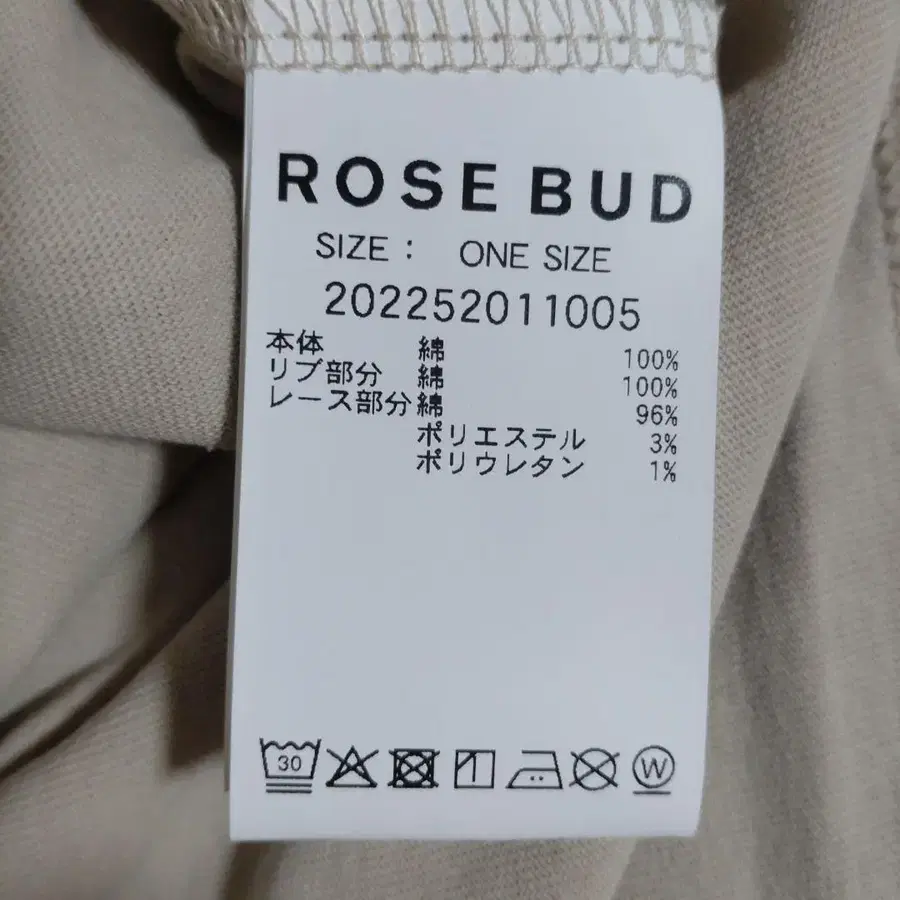 ROSE BUD
SIZE : ONE SIZE
202252011005
本体 綿 100%
リブ部分 綿 100%
レース部分 綿 96%
ポリエステル 3%
ポリウレタン 1%
30 W